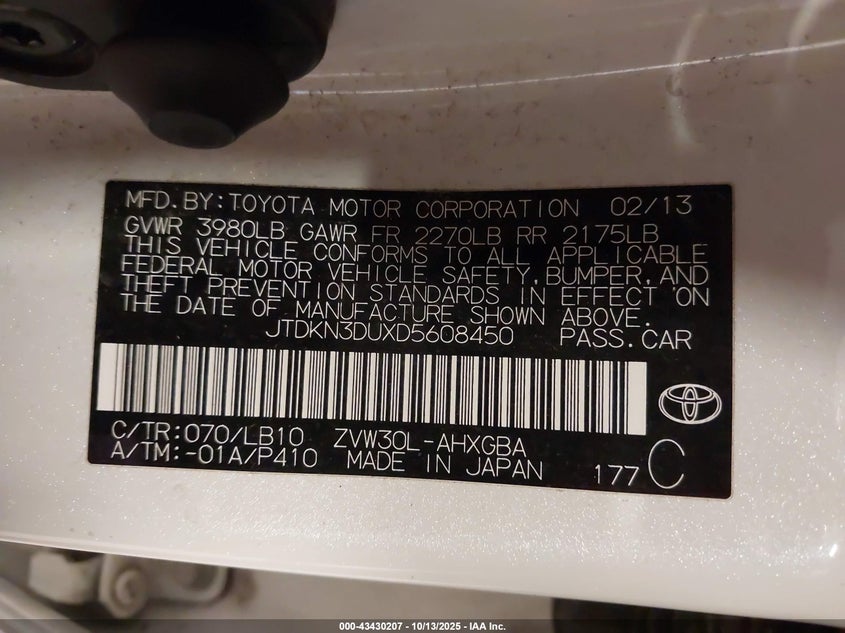 MFD.BY:TOYOTA MOTOR CORPORATION 02/13
GVWR 3980LB GAWR FR 2270LB RR 2175LB
THIS VEHICLE CONFORMS TO ALL APPLICABLE
FEDERAL MOTOR VEHICLE SAFETY,BUMPER,AND
THEFT PREVENTION STANDARDS IN EFFECT ON
THE DATE OF MANUFACTURE SHOWN ABOVE.
JTDKN3DUXD5608450 PASS.CAR
C/TR:070/LB10 ZVW30L-AHXGBA
A/TM:-01A/P410 MADE IN JAPAN 177 C
000-43430207 - 10/13/2025 - IAA Inc.